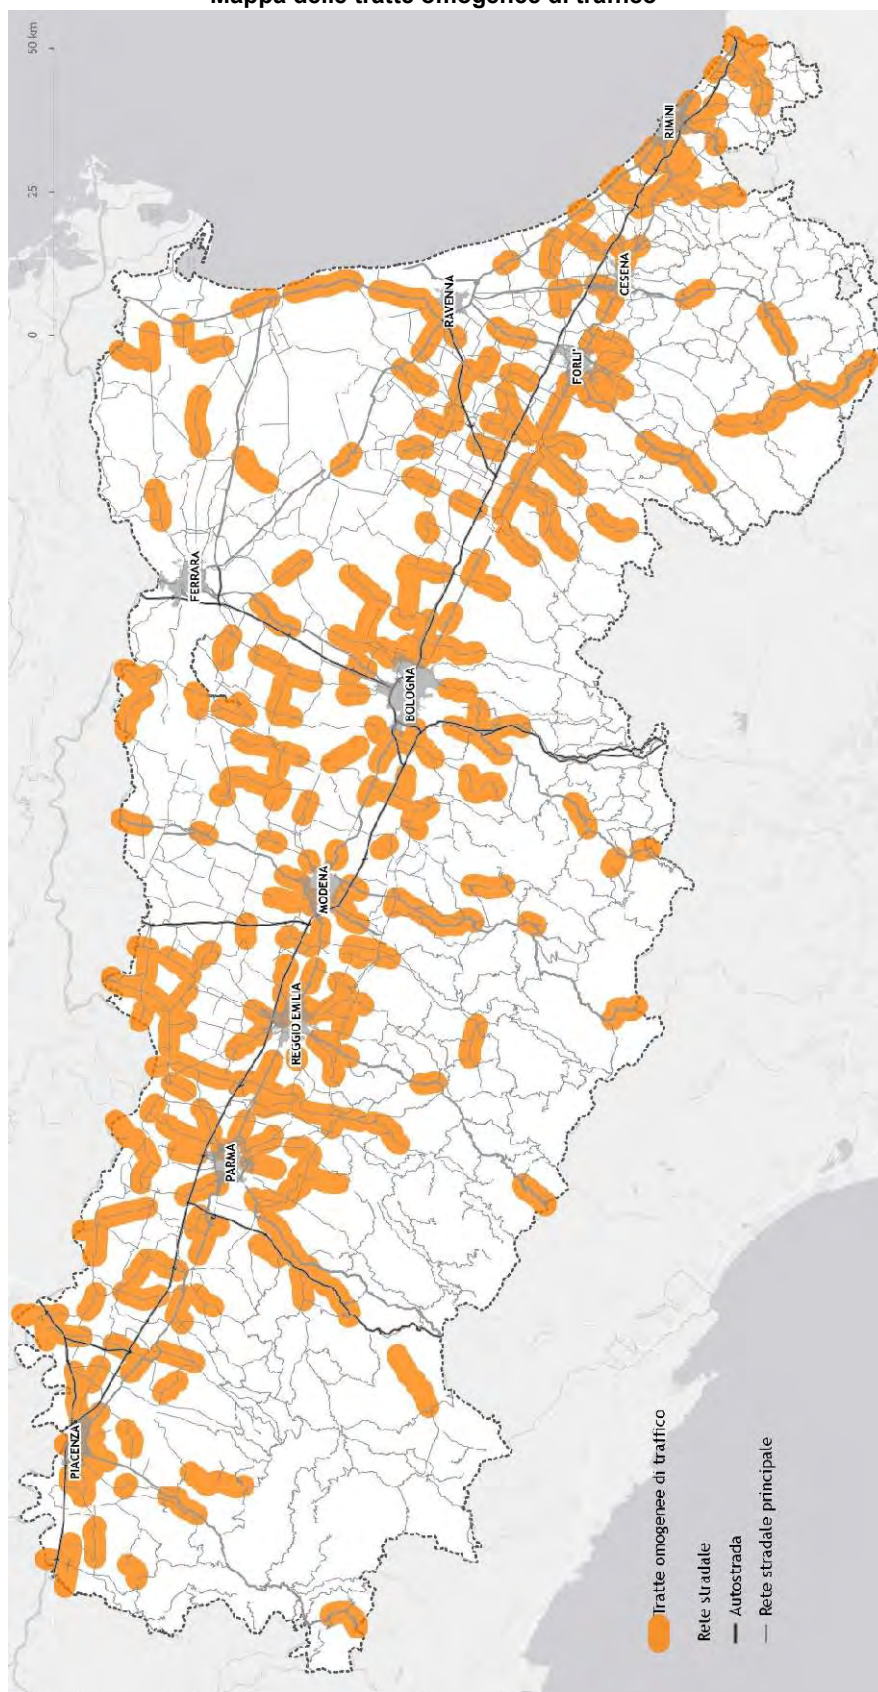 Mappa delle tratte omogenee di traffico
0
25
50 km
PIACENZA
PARMA
REGGIO EMILIA
MODENA
BOLOGNA
FERRARA
RAVENNA
FORLI'
CESENA
RIMINI
Tratte omogenee di traffico
Rete stradale
Autostrada
Rete stradale principale